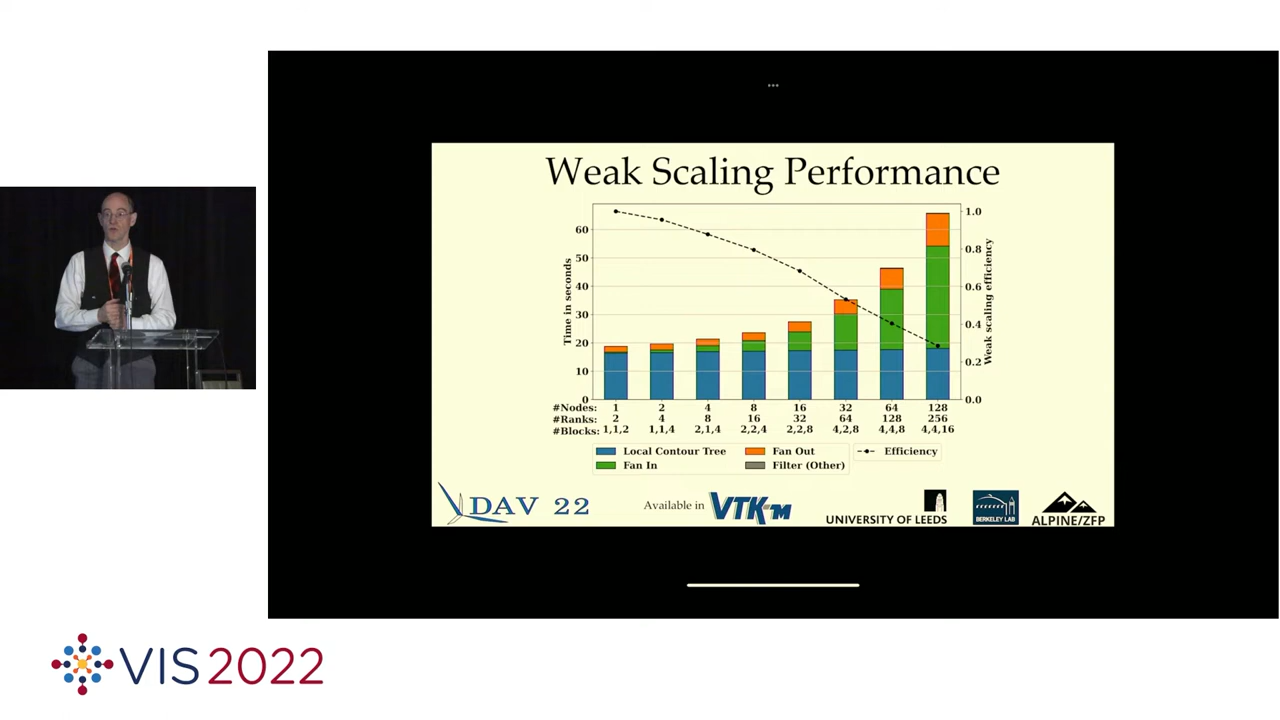 Weak Scaling Performance
Time in seconds
60
50
40
30
20
10
0
1.0
0.8
0.6
0.4
0.2
0.0
Weak scaling efficiency
#Nodes: 1 2 4 8 16 32 64 128
#Ranks: 2 4 8 16 32 64 128 256
#Blocks: 1,1,2 1,1,4 2,1,4 2,2,4 2,2,8 4,2,8 4,4,8 4,4,16
Local Contour Tree Fan Out Efficiency
Fan In Filter (Other)
LDAV 22
Available in VTK-m
UNIVERSITY OF LEEDS
BERKELEY LAB
ALPINE/ZFP
VIS2022